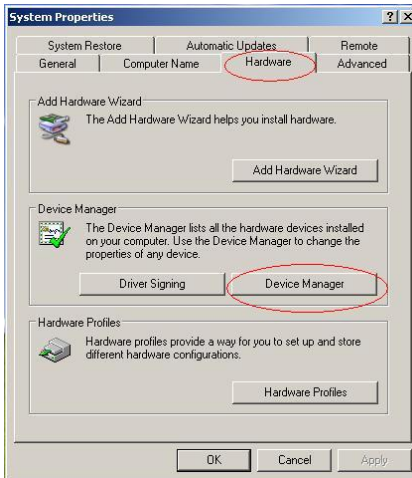 System Properties
System Restore Automatic Updates Remote
General Computer Name Hardware Advanced
Add Hardware Wizard
The Add Hardware Wizard helps you install hardware.
Add Hardware Wizard
Device Manager
The Device Manager lists all the hardware devices installed
on your computer. Use the Device Manager to change the
properties of any device.
Driver Signing Device Manager
Hardware Profiles
Hardware profiles provide a way for you to set up and store
different hardware configurations.
Hardware Profiles
OK Cancel Apply